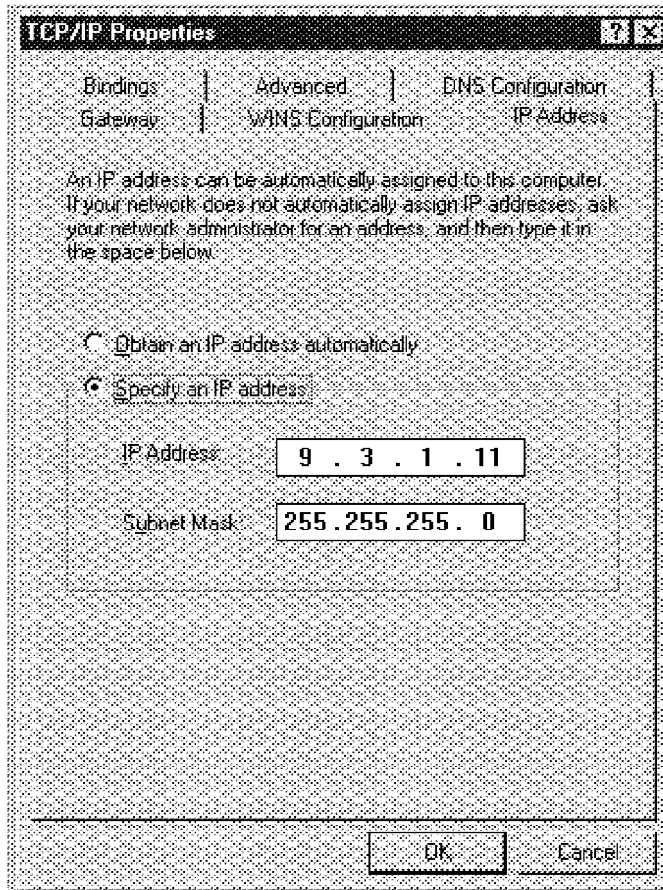 TCP/IP Properties ? X
Bindings Advanced DNS Configuration
Gateway WINS Configuration IP Address
An IP address can be automatically assigned to this computer.
If your network does not automatically assign IP addresses, ask
your network administrator for an address, and then type it in
the space below.
Obtain an IP address automatically
Specify an IP address:
IP Address: 9 . 3 . 1 . 11
Subnet Mask: 255.255.255. 0
OK Cancel